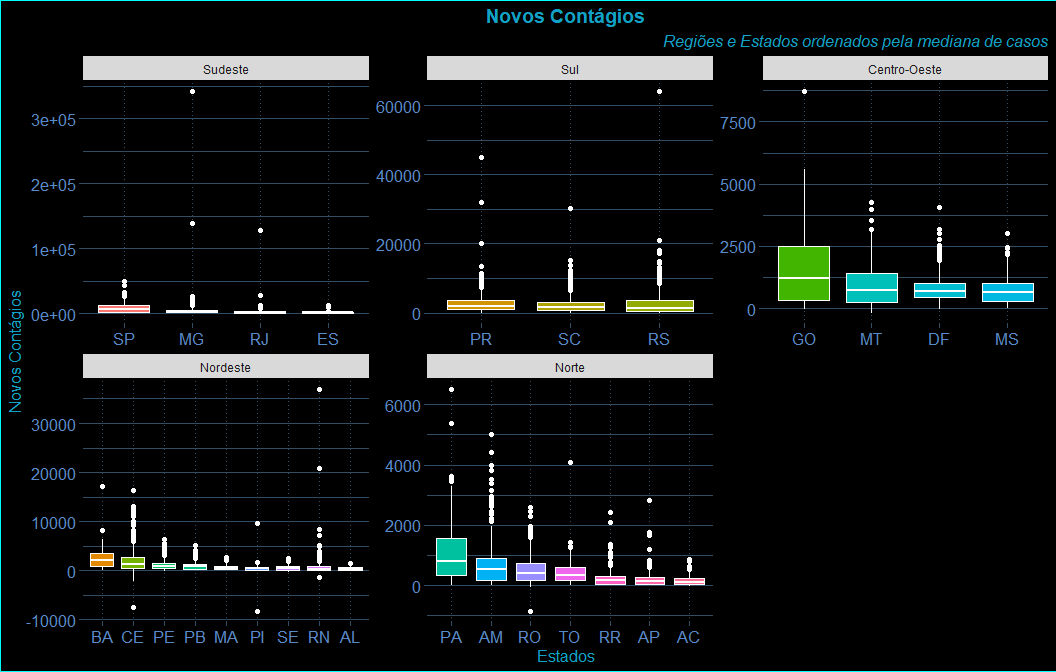 Novos Contágios
Regiões e Estados ordenados pela mediana de casos
Sudeste
3e+05
2e+05
1e+05
0e+00
SP MG RJ ES
Sul
60000
40000
20000
0
PR SC RS
Centro-Oeste
7500
5000
2500
0
GO MT DF MS
Novos Contágios
Nordeste
30000
20000
10000
0
-10000
BA CE PE PB MA PI SE RN AL
Norte
6000
4000
2000
0
PA AM RO TO RR AP AC
Estados